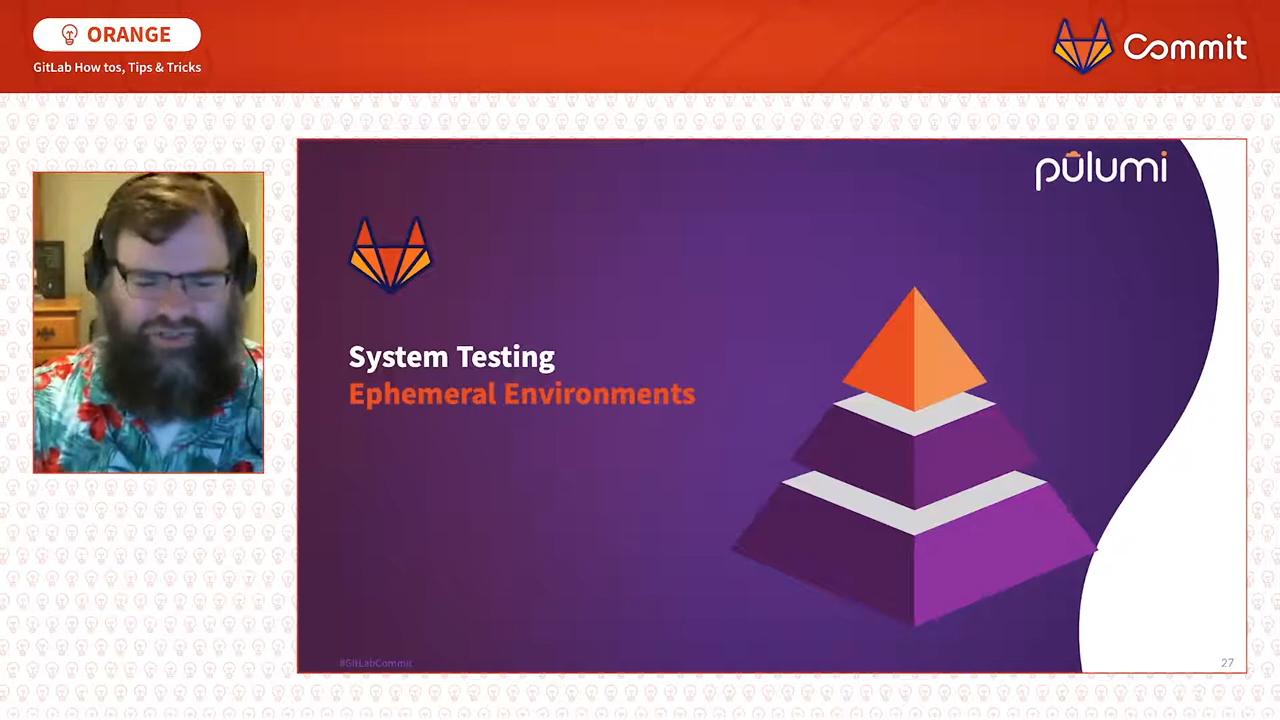 ORANGE
GitLab How tos, Tips & Tricks
Commit
pulumi
System Testing
Ephemeral Environments
#GitLabCommit
27